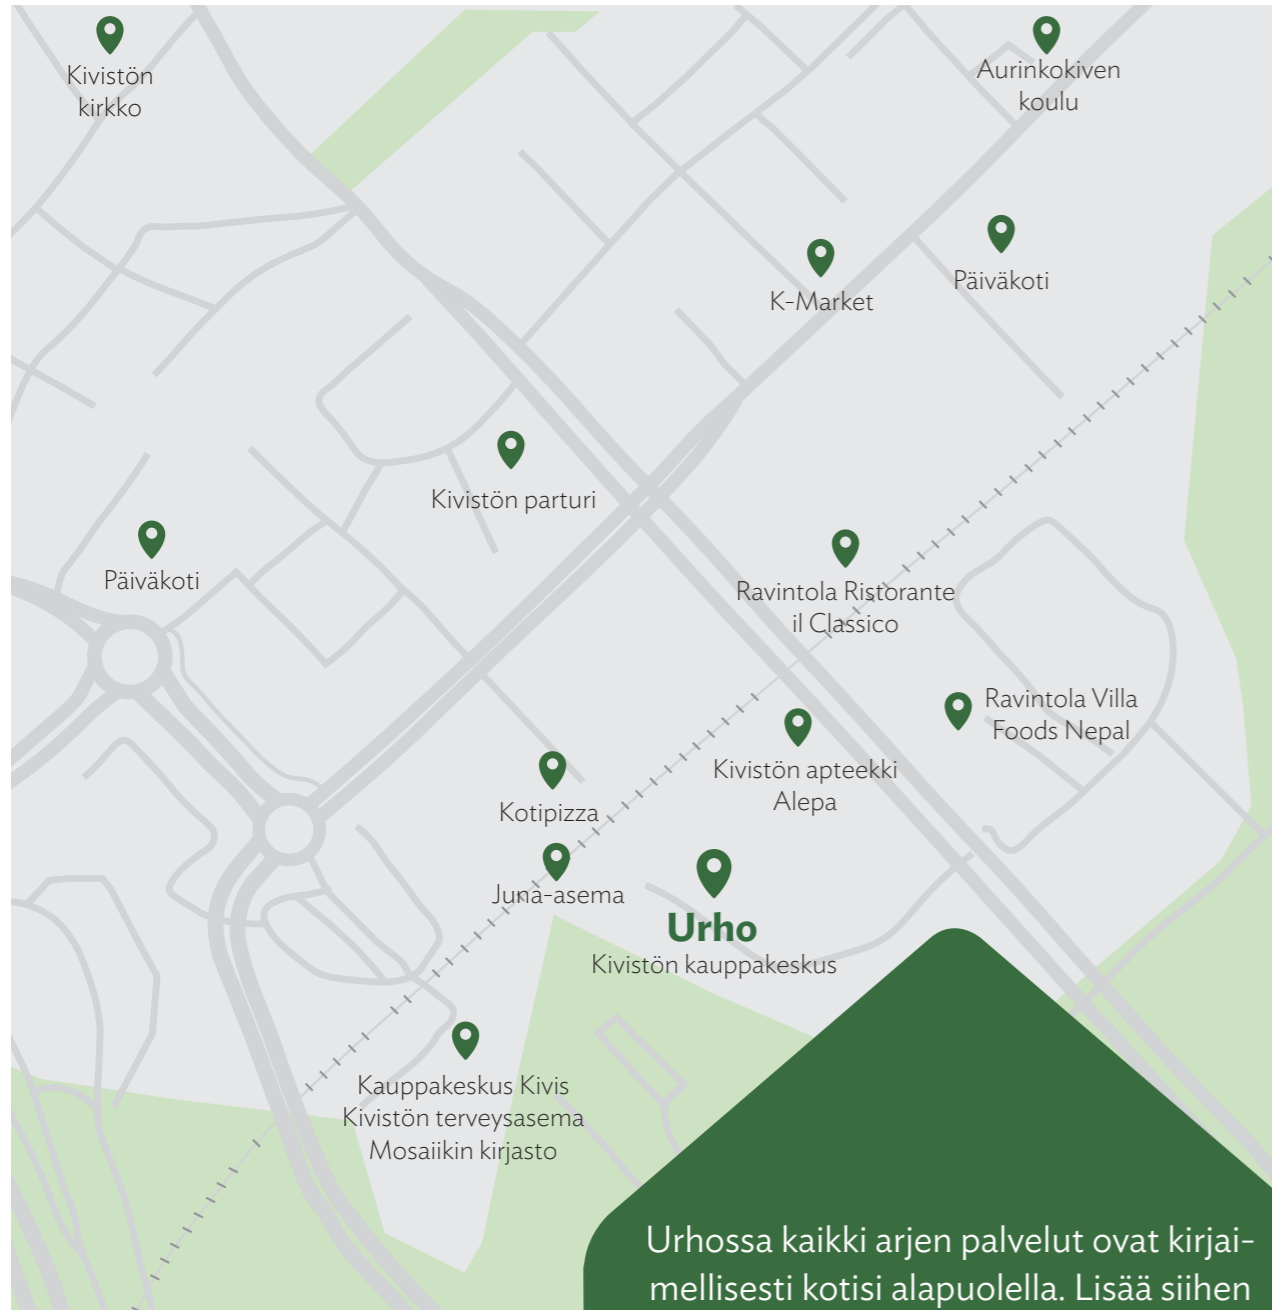 Kivistön
kirkko
Aurinkokiven
koulu
Päiväkoti
K-Market
Kivistön parturi
Päiväkoti
Ravintola Ristorante
il Classico
Ravintola Villa
Foods Nepal
Kivistön apteekki
Alepa
Kotipizza
Juna-asema
Urho
Kivistön kauppakeskus
Kauppakeskus Kivis
Kivistön terveysasema
Mosaiikin kirjasto
Urhossa kaikki arjen palvelut ovat kirjai-
mellisesti kotisi alapuolella. Lisää siihen